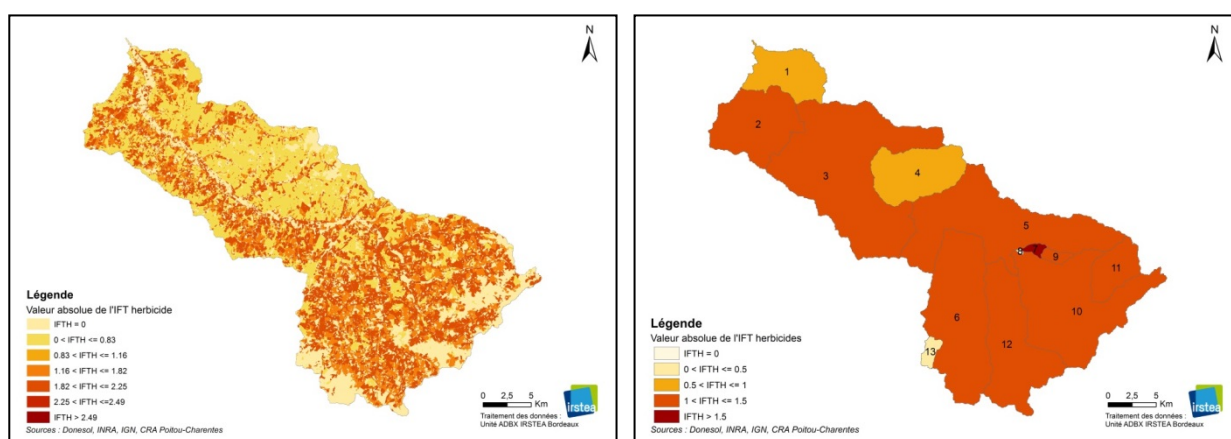 N
Légende
Valeur absolue de l'IFT herbicide
IFTH = 0
0 < IFTH <= 0.83
0.83 < IFTH <= 1.16
1.16 < IFTH <= 1.82
1.82 < IFTH <= 2.25
2.25 < IFTH <=2.49
IFTH > 2.49
Sources : Donesol, INRA, IGN, CRA Poitou-Charentes
0 2,5 5
Km
irstea
Traitement des données :
Unité ADBX IRSTEA Bordeaux
N
1
2
3
4
5
8
9
11
6
10
12
13
Légende
Valeur absolue de l'IFT herbicides
IFTH = 0
0 < IFTH <= 0.5
0.5 < IFTH <= 1
1 < IFTH <= 1.5
IFTH > 1.5
Sources : Donesol, INRA, IGN, CRA Poitou-Charentes
0 2,5 5
Km
irstea
Traitement des données :
Unité ADBX IRSTEA Bordeaux